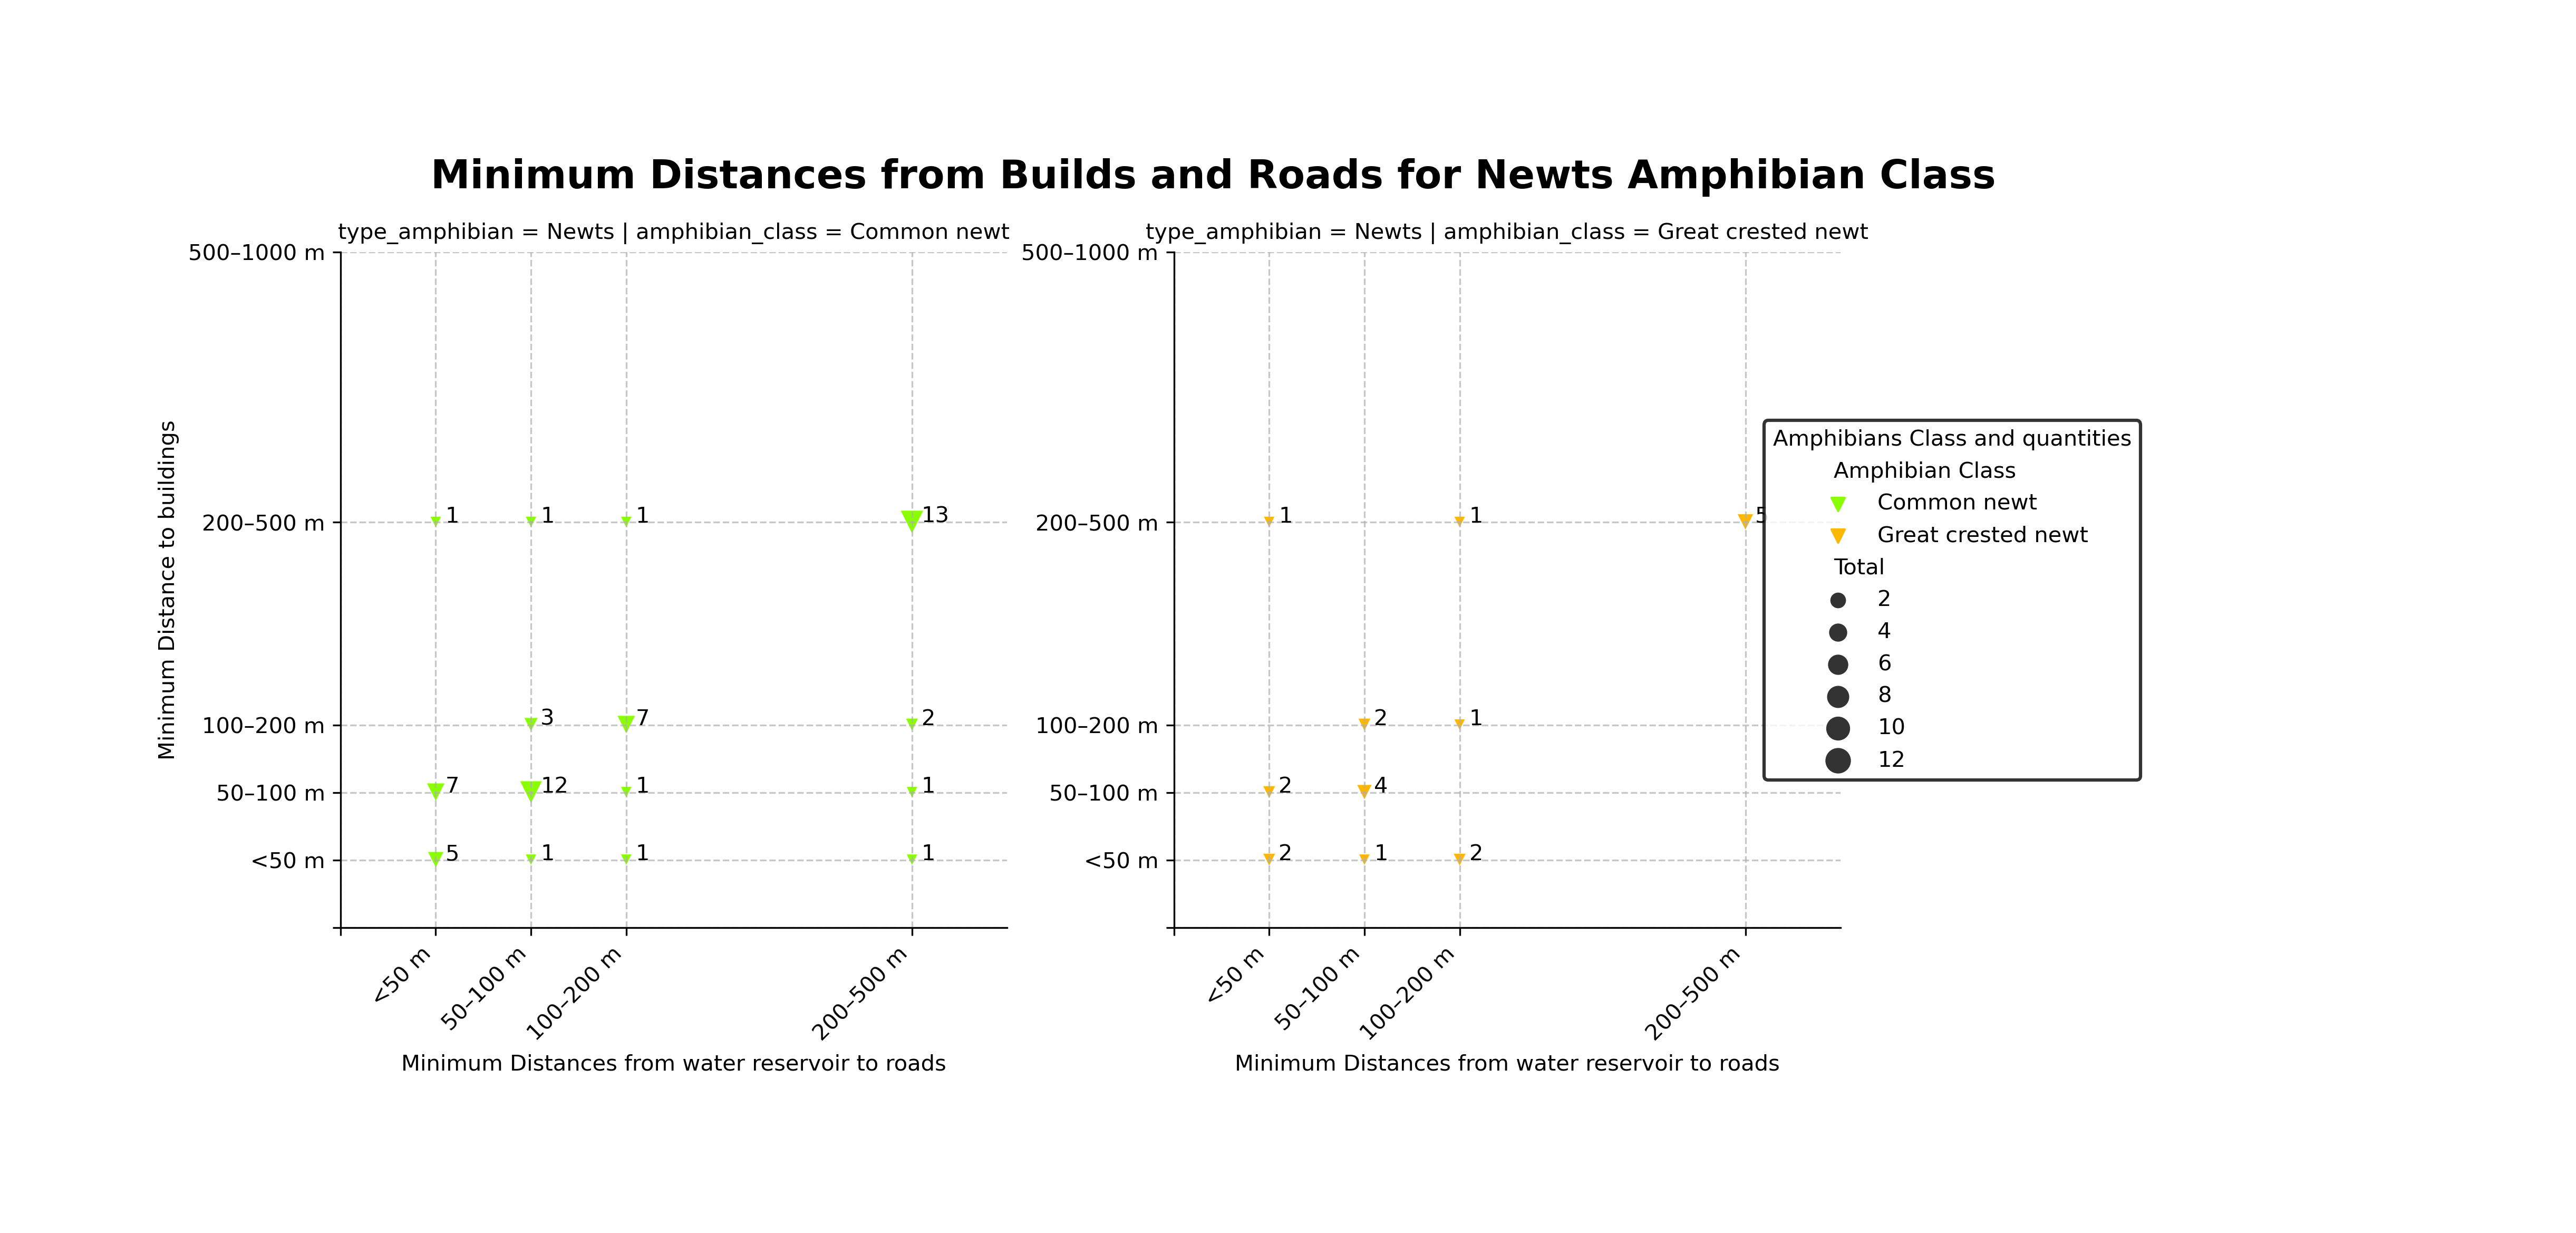 Minimum Distances from Builds and Roads for Newts Amphibian Class
type_amphibian = Newts | amphibian_class = Common newt
500–1000 m
200–500 m
100–200 m
50–100 m
<50 m
Minimum Distance to buildings
1 1 1 13
3 7 2
7 12 1 1
5 1 1 1
<50 m
50–100 m
100–200 m
200–500 m
Minimum Distances from water reservoir to roads
type_amphibian = Newts | amphibian_class = Great crested newt
500–1000 m
200–500 m
100–200 m
50–100 m
<50 m
1 1 5
2 1
2 4
2 1 2
<50 m
50–100 m
100–200 m
200–500 m
Minimum Distances from water reservoir to roads
Amphibians Class and quantities
Amphibian Class
Common newt
Great crested newt
Total
2
4
6
8
10
12